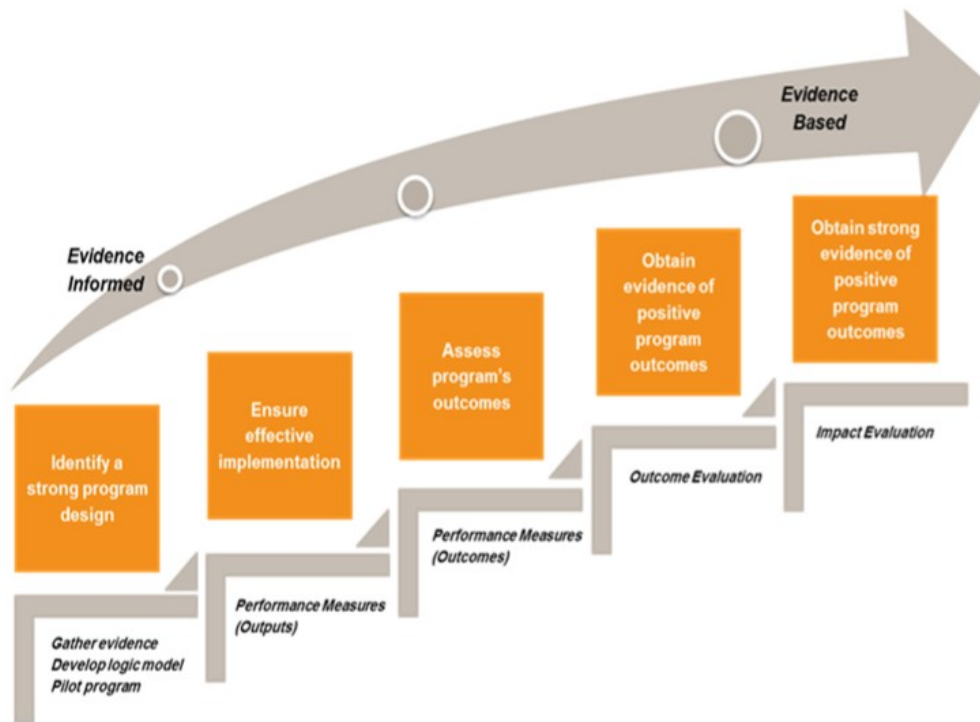 Evidence
Based
Evidence
Informed
Identify a
strong program
design
Ensure
effective
implementation
Assess
program's
outcomes
Obtain
evidence of
positive
program
outcomes
Obtain strong
evidence of
positive
program
outcomes
Gather evidence
Develop logic model
Pilot program
Performance Measures
(Outputs)
Performance Measures
(Outcomes)
Outcome Evaluation
Impact Evaluation